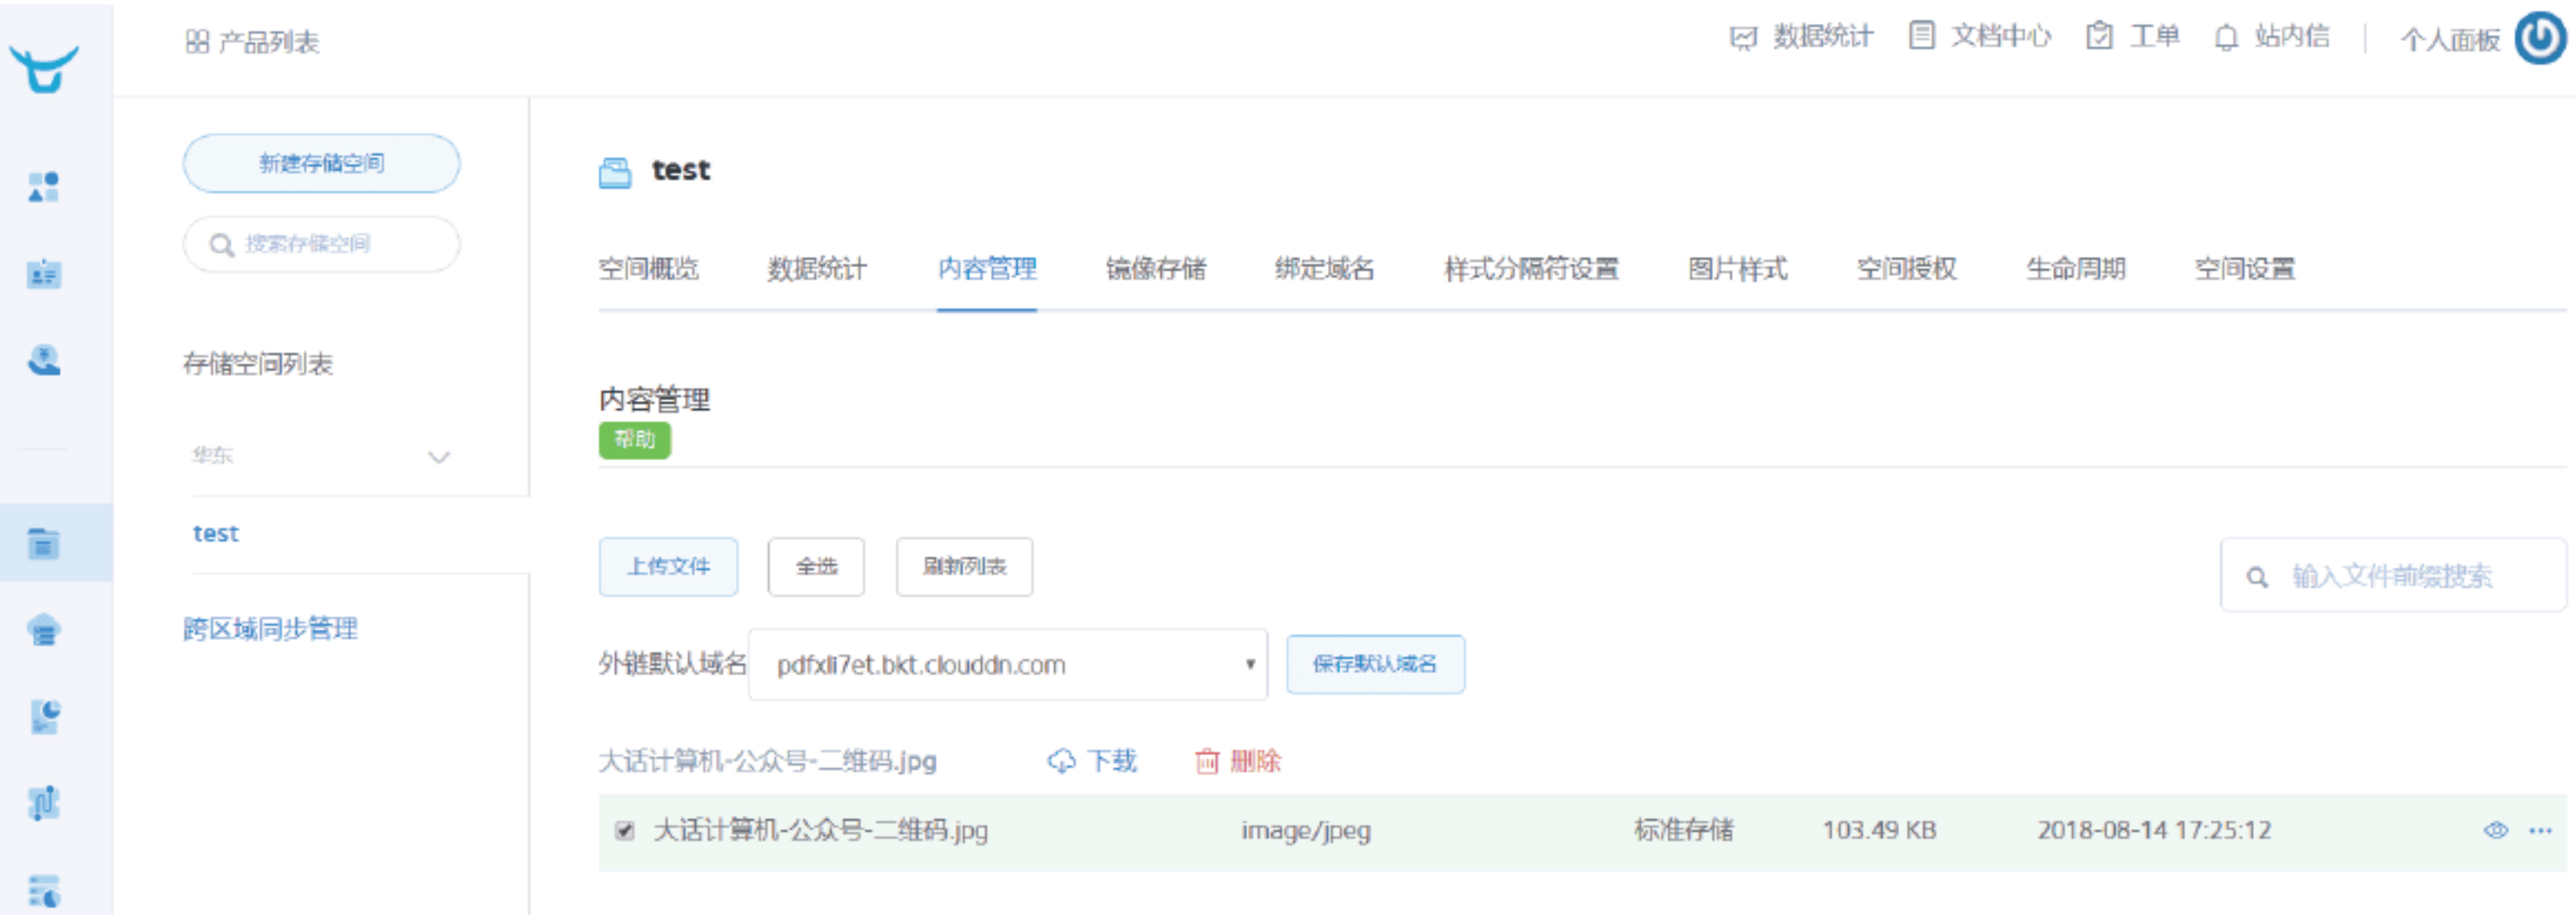 产品列表
数据统计 文档中心 工单 站内信 个人面板
新建存储空间
搜索存储空间
存储空间列表
华东
test
跨区域同步管理
test
空间概览 数据统计 内容管理 镜像存储 绑定域名 样式分隔符设置 图片样式 空间授权 生命周期 空间设置
内容管理
帮助
上传文件 全选 刷新列表 输入文件前缀搜索
外链默认域名 pdfxli7et.bkt.clouddn.com 保存默认域名
大话计算机-公众号-二维码.jpg 下载 删除
大话计算机-公众号-二维码.jpg image/jpeg 标准存储 103.49 KB 2018-08-14 17:25:12